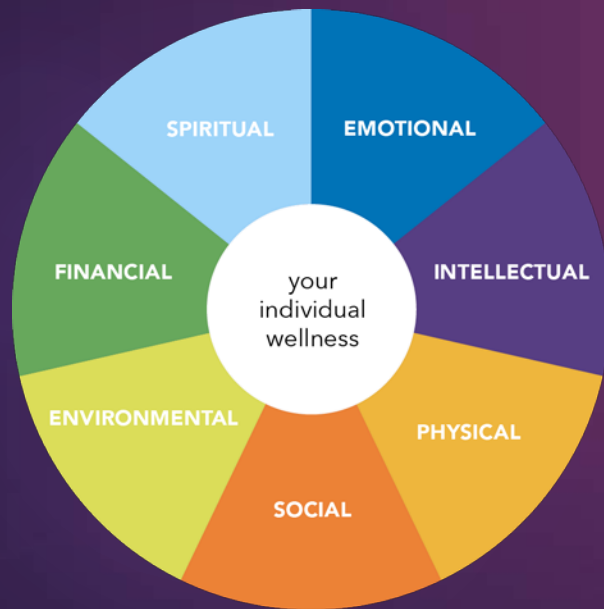 SPIRITUAL
EMOTIONAL
FINANCIAL
your
individual
wellness
INTELLECTUAL
ENVIRONMENTAL
PHYSICAL
SOCIAL